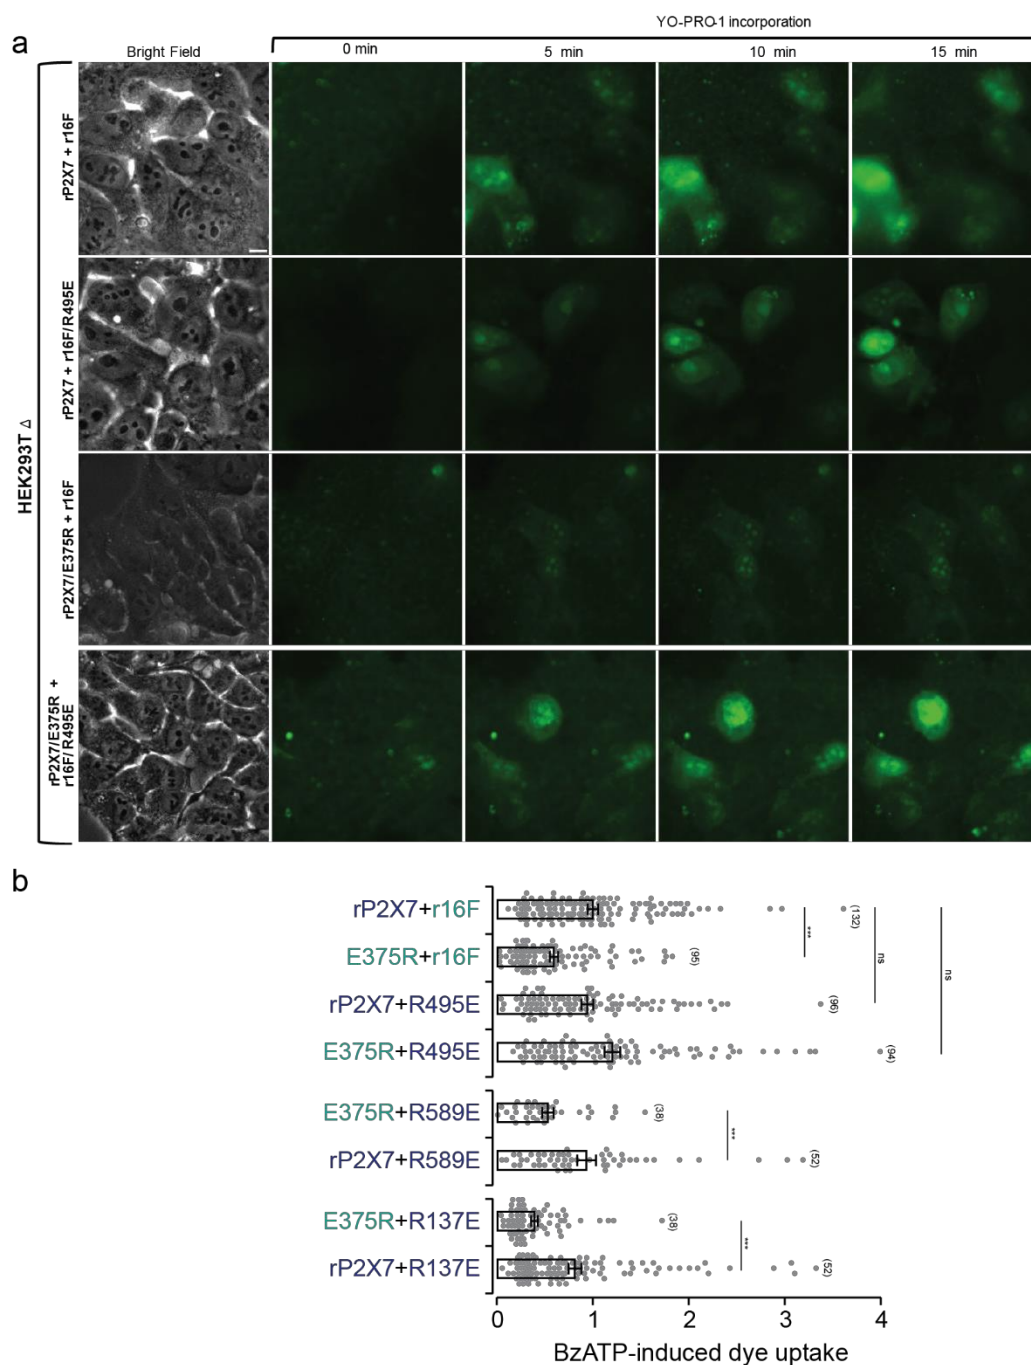 a
YO-PRO-1 incorporation
Bright Field
0 min
5 min
10 min
15 min
HEK293T Δ
rP2X7 + r16F
rP2X7 + r16F/R495E
rP2X7/E375R + r16F
rP2X7/E375R +
r16F/R495E
b
rP2X7+r16F
(132)
E375R+r16F
(95)
***
rP2X7+R495E
(96)
ns
E375R+R495E
(94)
ns
E375R+R589E
(38)
***
rP2X7+R589E
(52)
E375R+R137E
(38)
***
rP2X7+R137E
(52)
0 1 2 3 4
BzATP-induced dye uptake